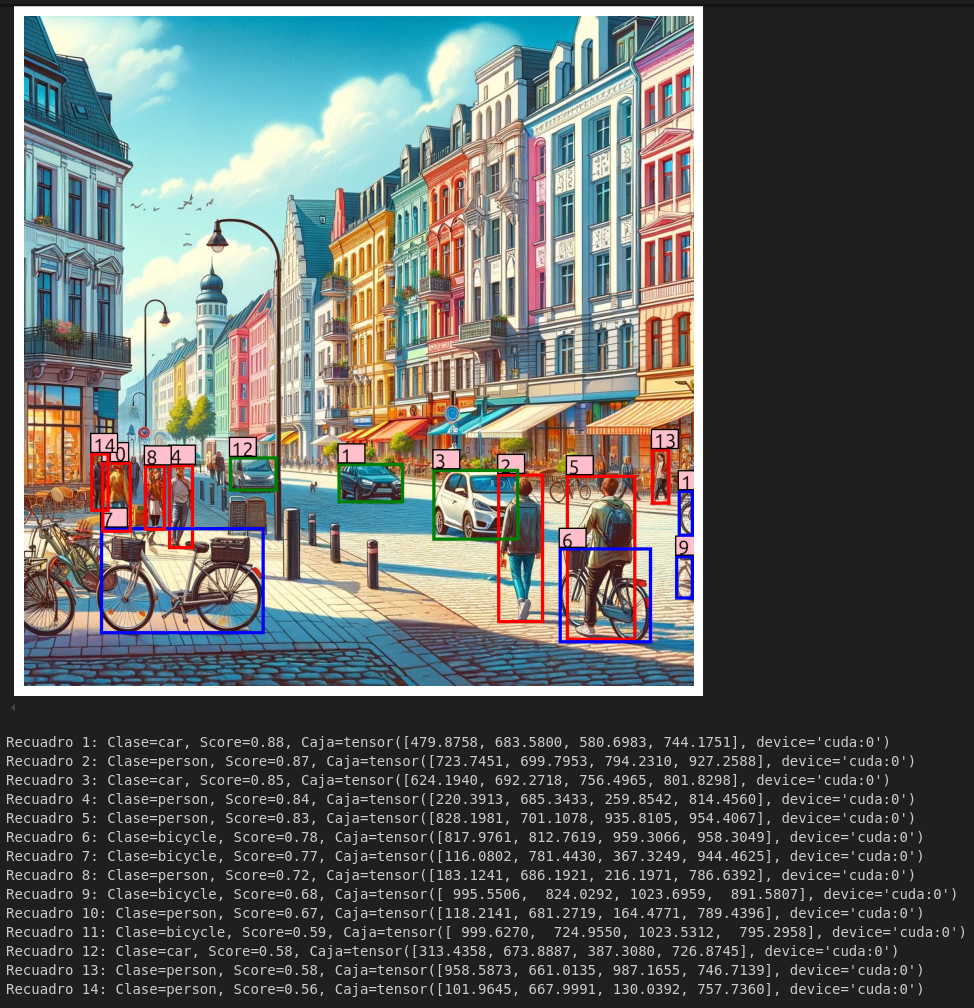 14
0
8
4
12
1
3
2
5
13
1
7
6
9
Recuadro 1: Clase=car, Score=0.88, Caja=tensor([479.8758, 683.5800, 580.6983, 744.1751], device='cuda:0')
Recuadro 2: Clase=person, Score=0.87, Caja=tensor([723.7451, 699.7953, 794.2310, 927.2588], device='cuda:0')
Recuadro 3: Clase=car, Score=0.85, Caja=tensor([624.1940, 692.2718, 756.4965, 801.8298], device='cuda:0')
Recuadro 4: Clase=person, Score=0.84, Caja=tensor([220.3913, 685.3433, 259.8542, 814.4560], device='cuda:0')
Recuadro 5: Clase=person, Score=0.83, Caja=tensor([828.1981, 701.1078, 935.8105, 954.4067], device='cuda:0')
Recuadro 6: Clase=bicycle, Score=0.78, Caja=tensor([817.9761, 812.7619, 959.3066, 958.3049], device='cuda:0')
Recuadro 7: Clase=bicycle, Score=0.77, Caja=tensor([116.0802, 781.4430, 367.3249, 944.4625], device='cuda:0')
Recuadro 8: Clase=person, Score=0.72, Caja=tensor([183.1241, 686.1921, 216.1971, 786.6392], device='cuda:0')
Recuadro 9: Clase=bicycle, Score=0.68, Caja=tensor([ 995.5506,  824.0292, 1023.6959,  891.5807], device='cuda:0')
Recuadro 10: Clase=person, Score=0.67, Caja=tensor([118.2141, 681.2719, 164.4771, 789.4396], device='cuda:0')
Recuadro 11: Clase=bicycle, Score=0.59, Caja=tensor([ 999.6270,  724.9550, 1023.5312,  795.2958], device='cuda:0')
Recuadro 12: Clase=car, Score=0.58, Caja=tensor([313.4358, 673.8887, 387.3080, 726.8745], device='cuda:0')
Recuadro 13: Clase=person, Score=0.58, Caja=tensor([958.5873, 661.0135, 987.1655, 746.7139], device='cuda:0')
Recuadro 14: Clase=person, Score=0.56, Caja=tensor([101.9645, 667.9991, 130.0392, 757.7360], device='cuda:0')